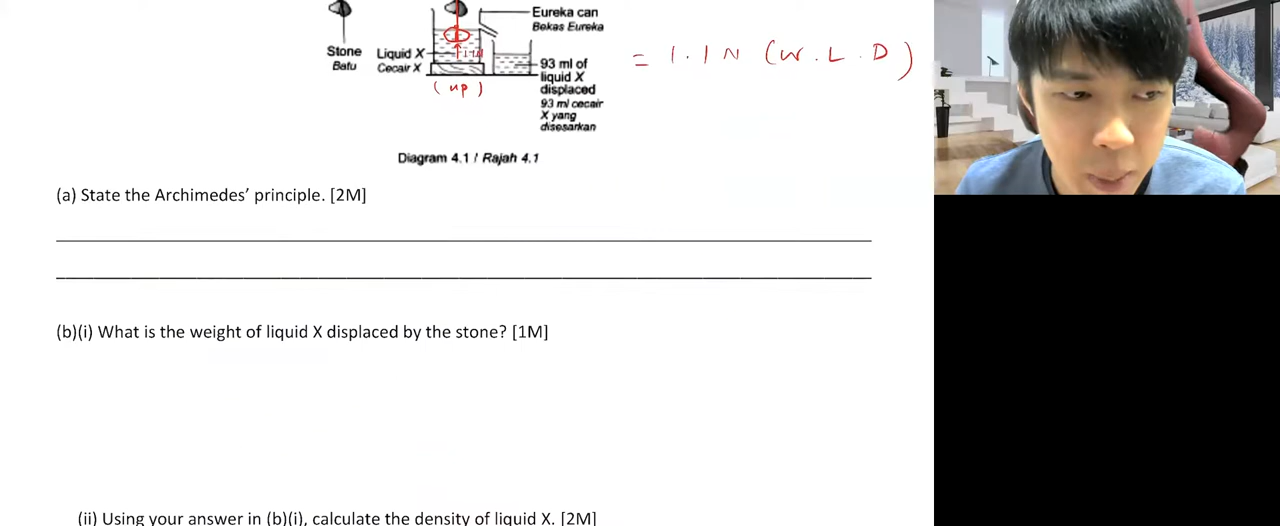 Eureka can
Bekas Eureka
Stone
Batu
Liquid X
Cecair X
1.1N
(up)
93 ml of
liquid X
displaced
93 ml cecair
X yang
disesarkan
= 1.1 N (W.L.D)
Diagram 4.1 / Rajah 4.1
(a) State the Archimedes' principle. [2M]
(b)(i) What is the weight of liquid X displaced by the stone? [1M]
(ii) Using your answer in (b)(i), calculate the density of liquid X. [2M]